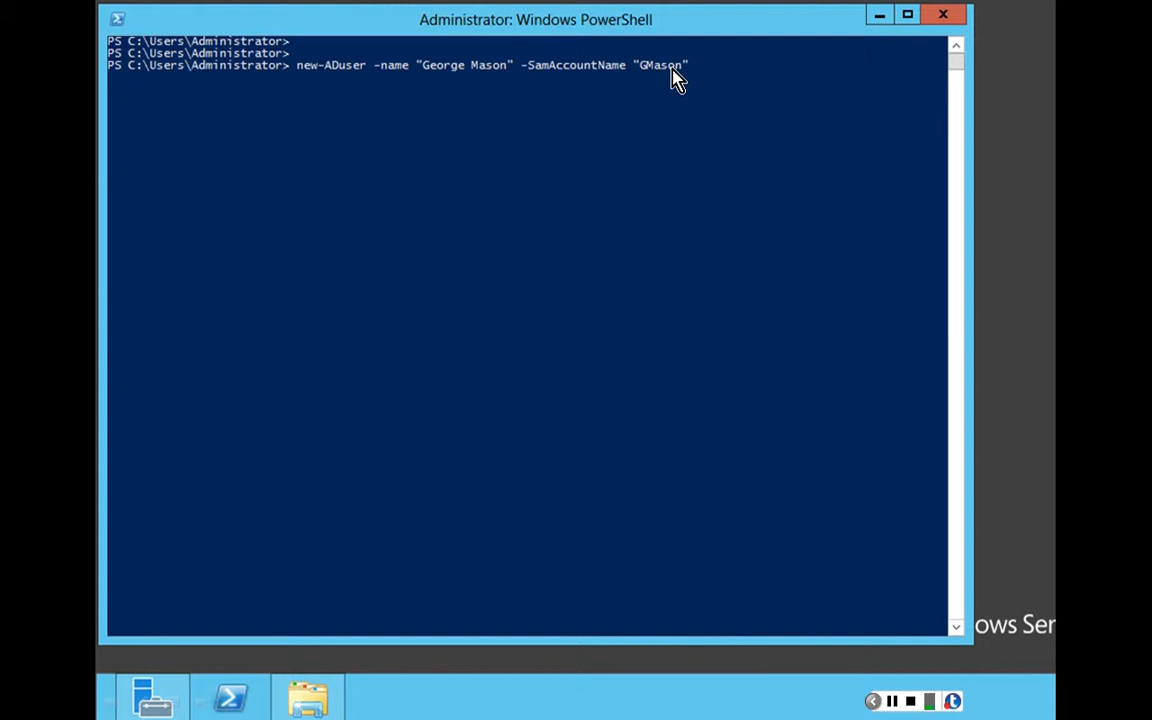 Administrator: Windows PowerShell
PS C:\Users\Administrator>
PS C:\Users\Administrator>
PS C:\Users\Administrator> new-ADuser -name "George Mason" -SamAccountName "GMason"
ows Ser